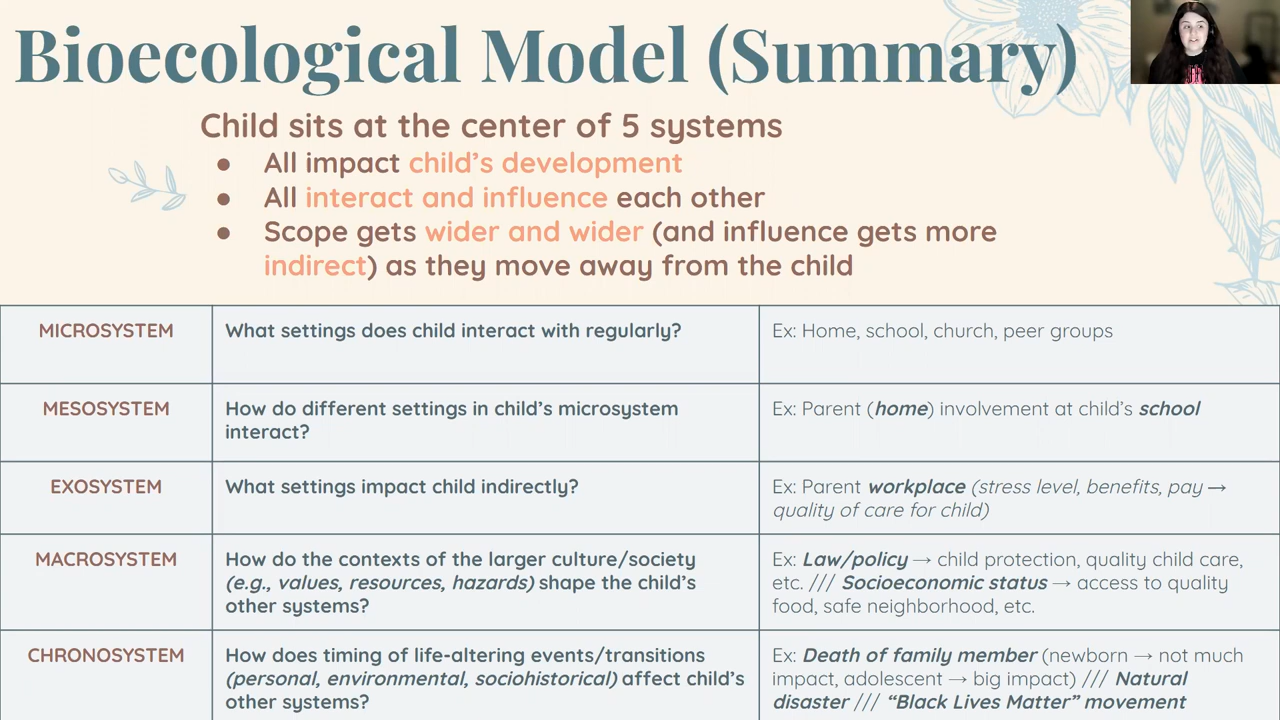 Bioecological Model (Summary)
Child sits at the center of 5 systems
● All impact child's development
● All interact and influence each other
● Scope gets wider and wider (and influence gets more
indirect) as they move away from the child
MICROSYSTEM
What settings does child interact with regularly?
Ex: Home, school, church, peer groups
MESOSYSTEM
How do different settings in child's microsystem
interact?
Ex: Parent (home) involvement at child's school
EXOSYSTEM
What settings impact child indirectly?
Ex: Parent workplace (stress level, benefits, pay →
quality of care for child)
MACROSYSTEM
How do the contexts of the larger culture/society
(e.g., values, resources, hazards) shape the child's
other systems?
Ex: Law/policy → child protection, quality child care,
etc. /// Socioeconomic status → access to quality
food, safe neighborhood, etc.
CHRONOSYSTEM
How does timing of life-altering events/transitions
(personal, environmental, sociohistorical) affect child's
other systems?
Ex: Death of family member (newborn → not much
impact, adolescent → big impact) /// Natural
disaster /// “Black Lives Matter” movement